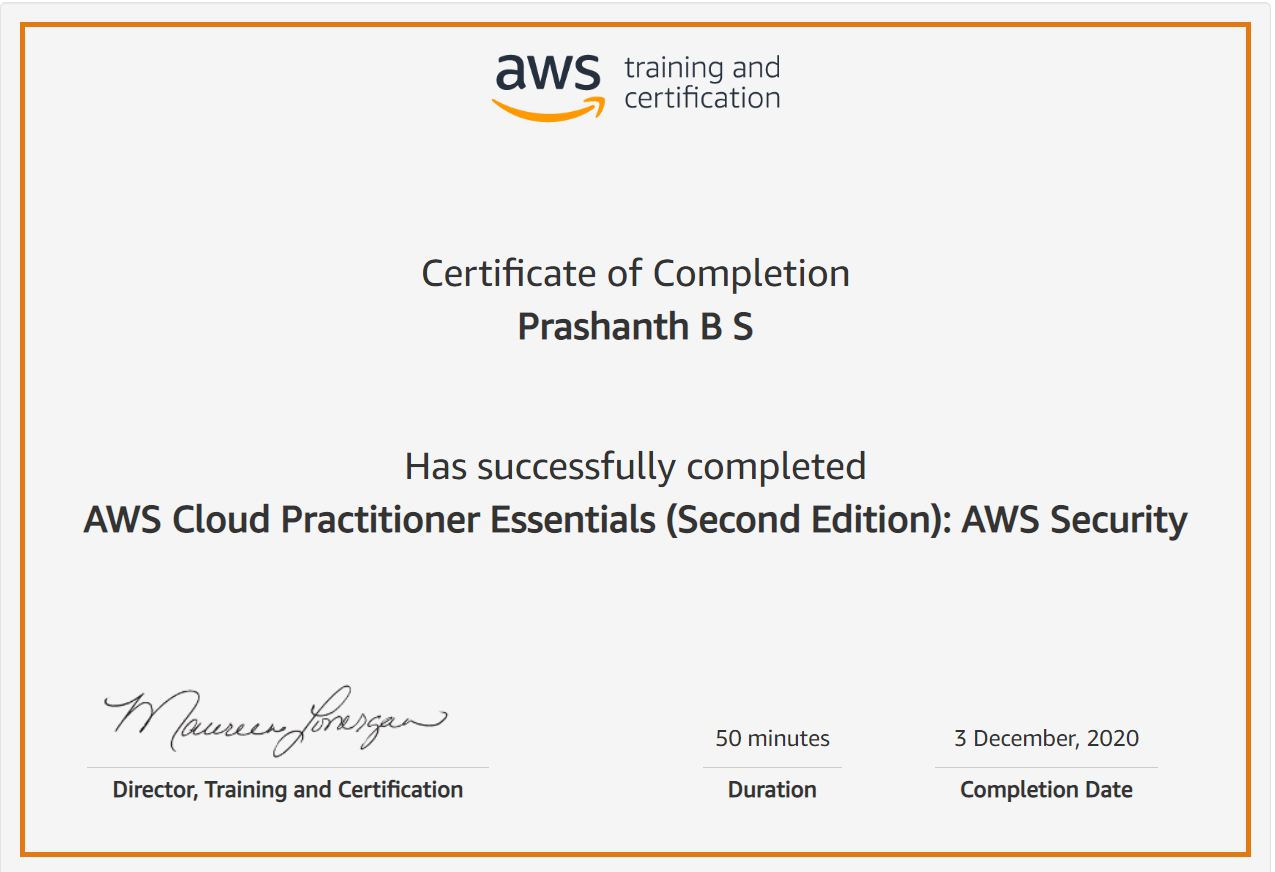 aws training and
certification
Certificate of Completion
Prashanth B S
Has successfully completed
AWS Cloud Practitioner Essentials (Second Edition): AWS Security
Maureen Lonergan
50 minutes
3 December, 2020
Director, Training and Certification
Duration
Completion Date